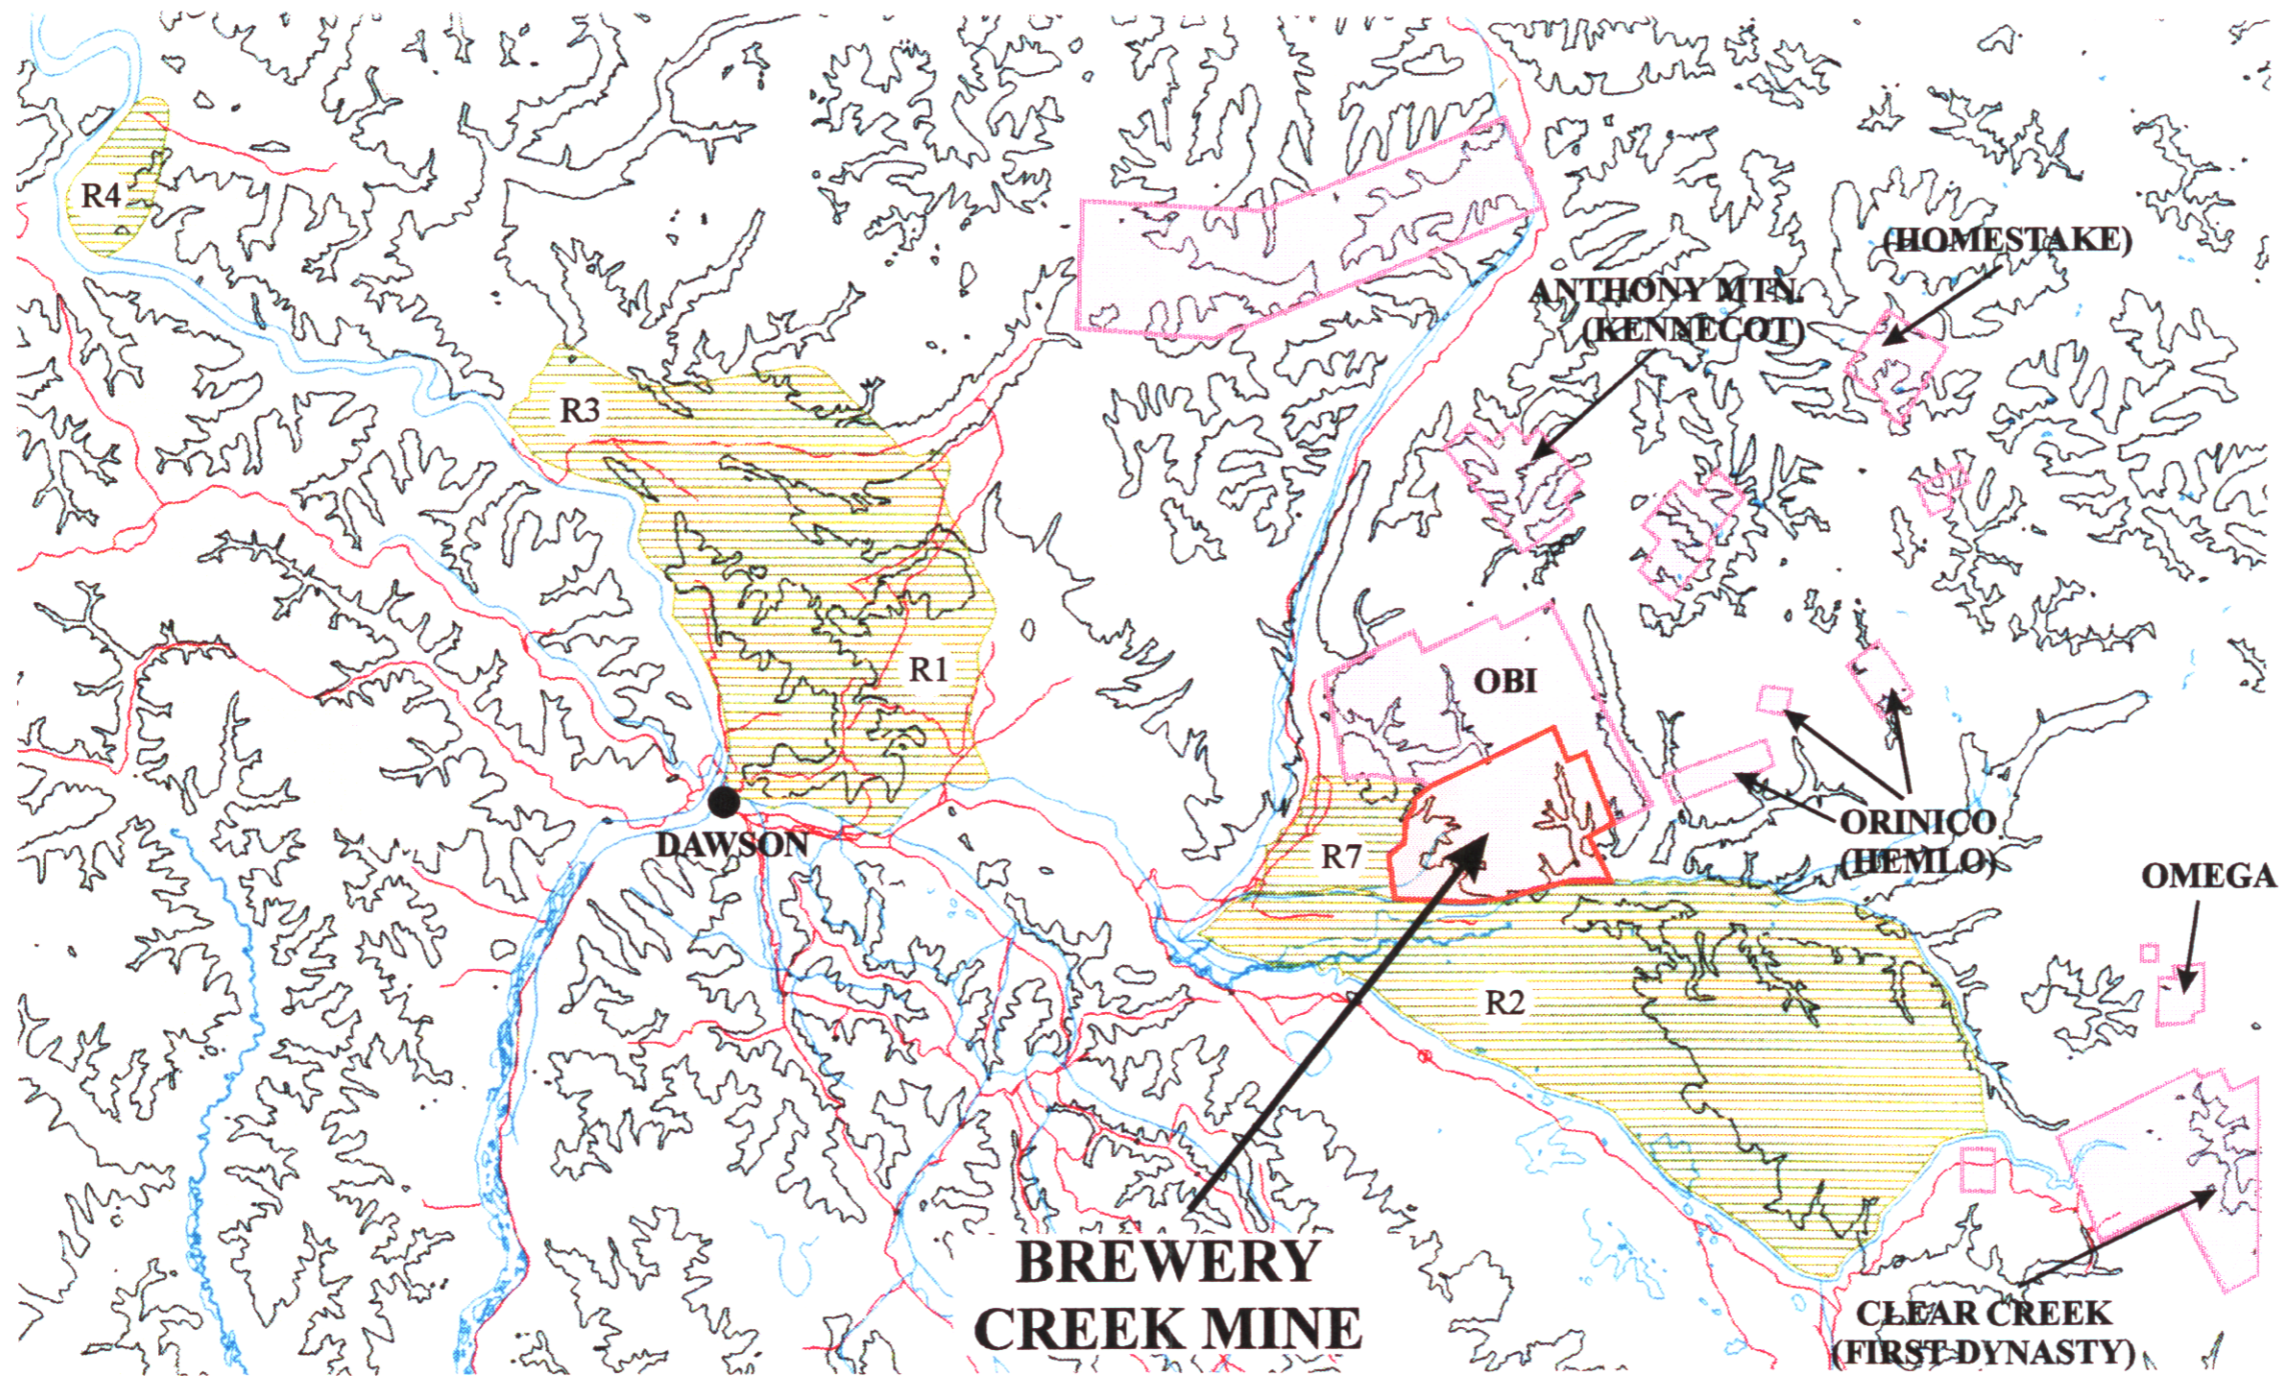 R4
(HOMESTAKE)
ANTHONY MTN.
(KENNECOT)
R3
R1
OBI
DAWSON
R7
ORINICO
(HEMLO)
OMEGA
R2
BREWERY
CREEK MINE
CLEAR CREEK
(FIRST DYNASTY)